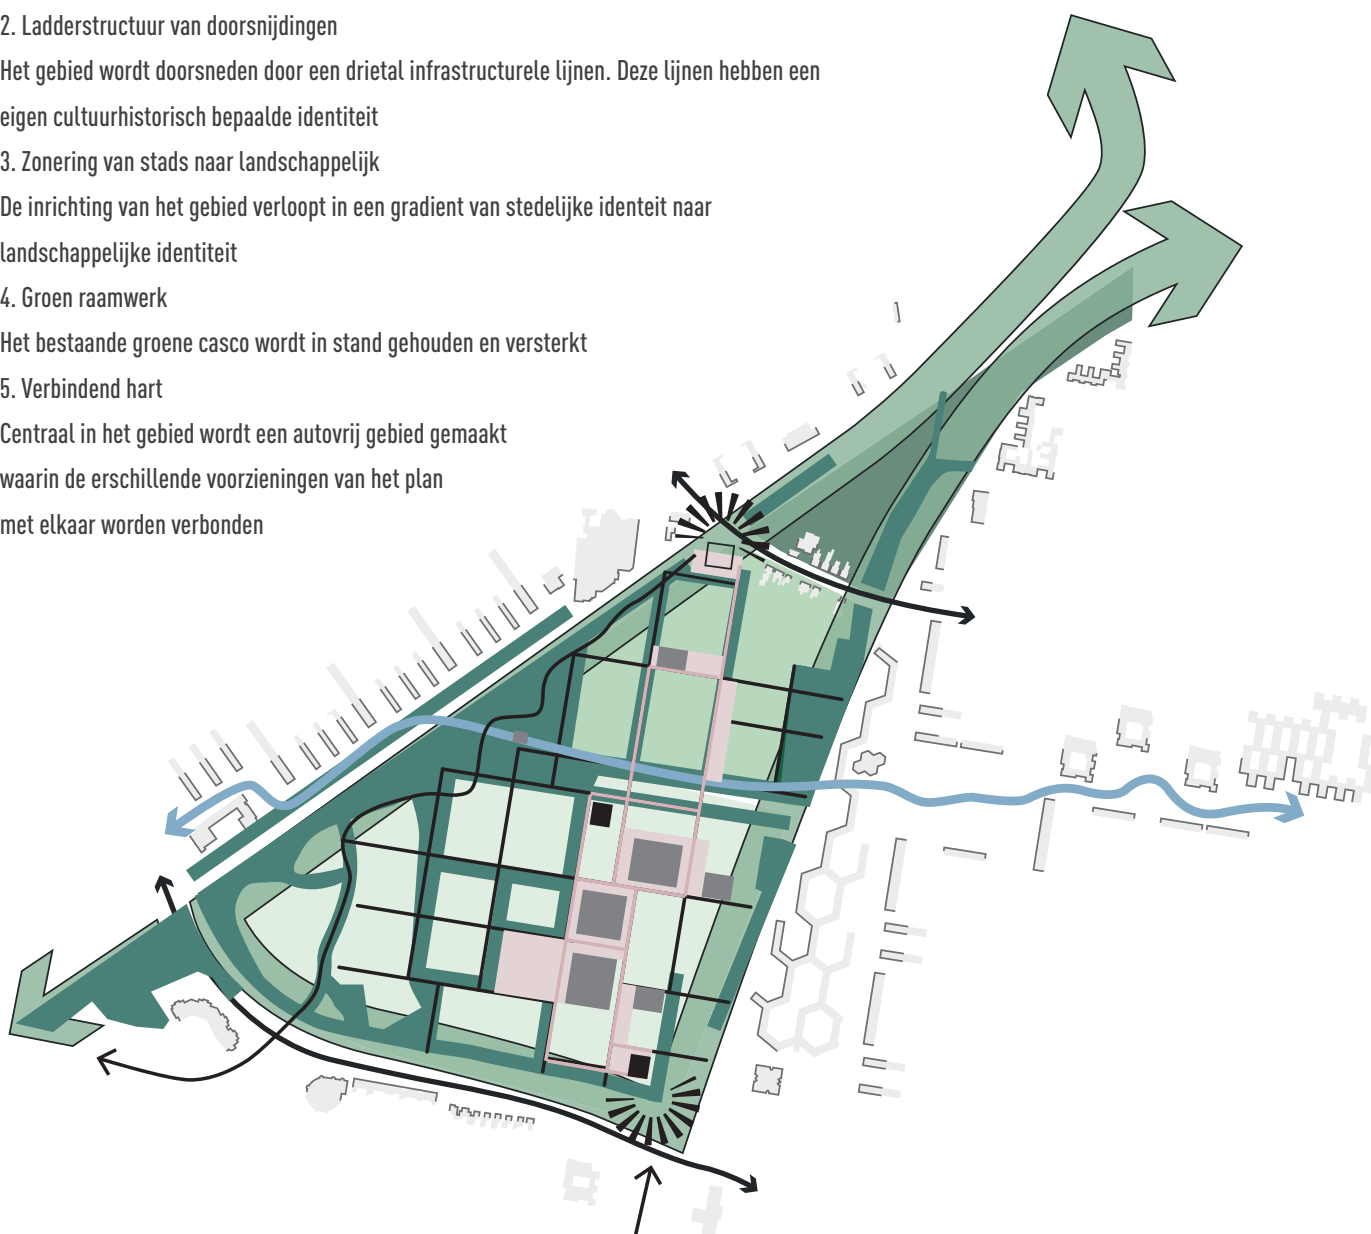 2. Ladderstructuur van doorsnijdingen
Het gebied wordt doorsneden door een drietal infrastructurele lijnen. Deze lijnen hebben een
eigen cultuurhistorisch bepaalde identiteit
3. Zonering van stads naar landschappelijk
De inrichting van het gebied verloopt in een gradient van stedelijke identeit naar
landschappelijke identiteit
4. Groen raamwerk
Het bestaande groene casco wordt in stand gehouden en versterkt
5. Verbindend hart
Centraal in het gebied wordt een autovrij gebied gemaakt
waarin de erschillende voorzieningen van het plan
met elkaar worden verbonden